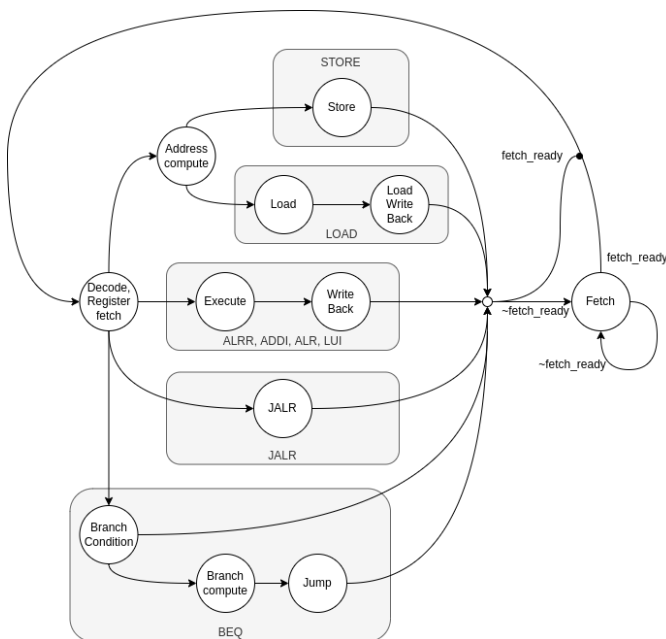 STORE
Store
Address
compute
fetch_ready
Load
Load
Write
Back
LOAD
fetch_ready
Decode,
Register
fetch
Execute
Write
Back
Fetch
~fetch_ready
ALRR, ADDI, ALR, LUI
~fetch_ready
JALR
JALR
Branch
Condition
Branch
compute
Jump
BEQ